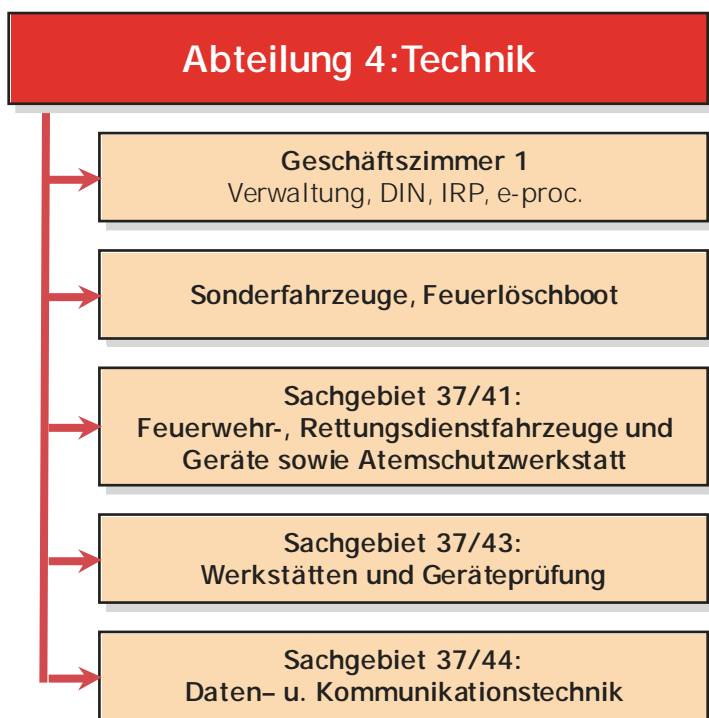 Abteilung 4: Technik
Geschäftszimmer 1
Verwaltung, DIN, IRP, e-proc.
Sonderfahrzeuge, Feuerlöschboot
Sachgebiet 37/41:
Feuerwehr-, Rettungsdienstfahrzeuge und
Geräte sowie Atemschutzwerkstatt
Sachgebiet 37/43:
Werkstätten und Geräteprüfung
Sachgebiet 37/44:
Daten– u. Kommunikationstechnik